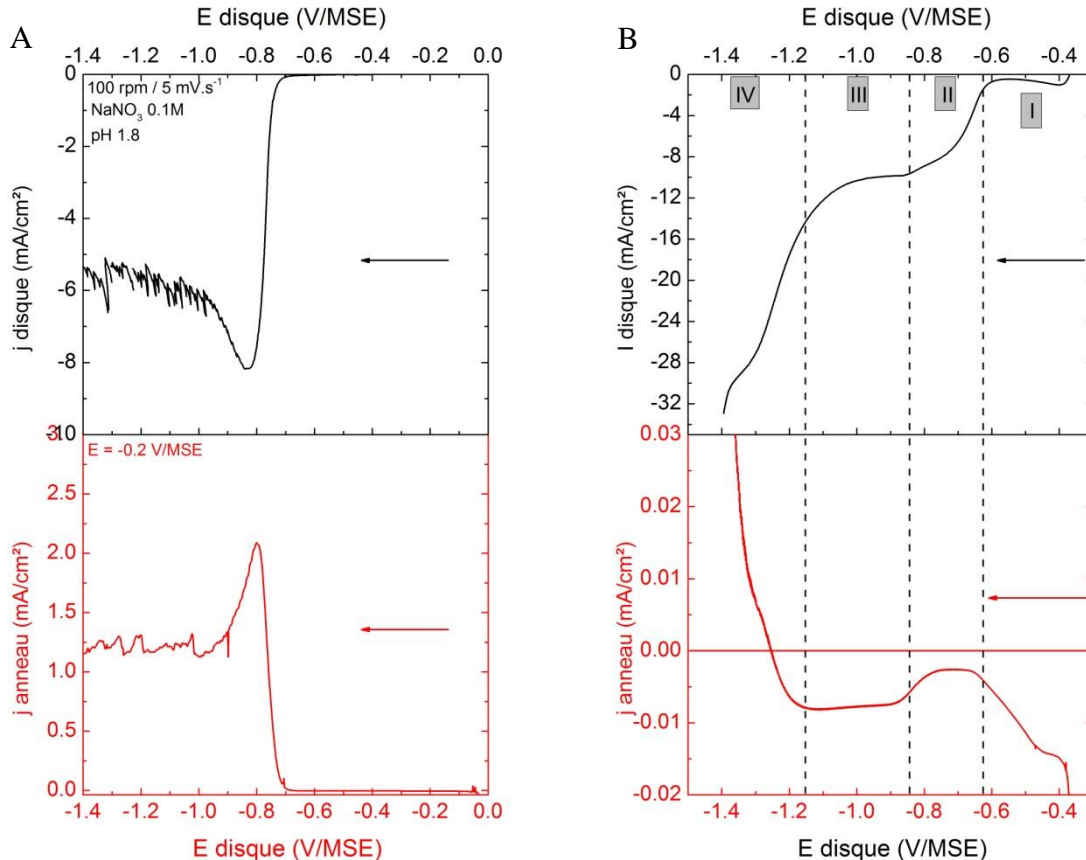 A
E disque (V/MSE)
-1.4 -1.2 -1.0 -0.8 -0.6 -0.4 -0.2 0.0
0
-2
-4
-6
-8
-10
j disque (mA/cm²)
100 rpm / 5 mV.s⁻¹
NaNO₃ 0.1M
pH 1.8
3
2.5
2.0
1.5
1.0
0.5
0.0
j anneau (mA/cm²)
E = -0.2 V/MSE
-1.4 -1.2 -1.0 -0.8 -0.6 -0.4 -0.2 0.0
E disque (V/MSE)
B
E disque (V/MSE)
-1.4 -1.2 -1.0 -0.8 -0.6 -0.4
0
-4
-8
-12
-16
-20
-24
-28
-32
I disque (mA/cm²)
IV III II I
0.03
0.02
0.01
0.00
-0.01
-0.02
j anneau (mA/cm²)
-1.4 -1.2 -1.0 -0.8 -0.6 -0.4
E disque (V/MSE)